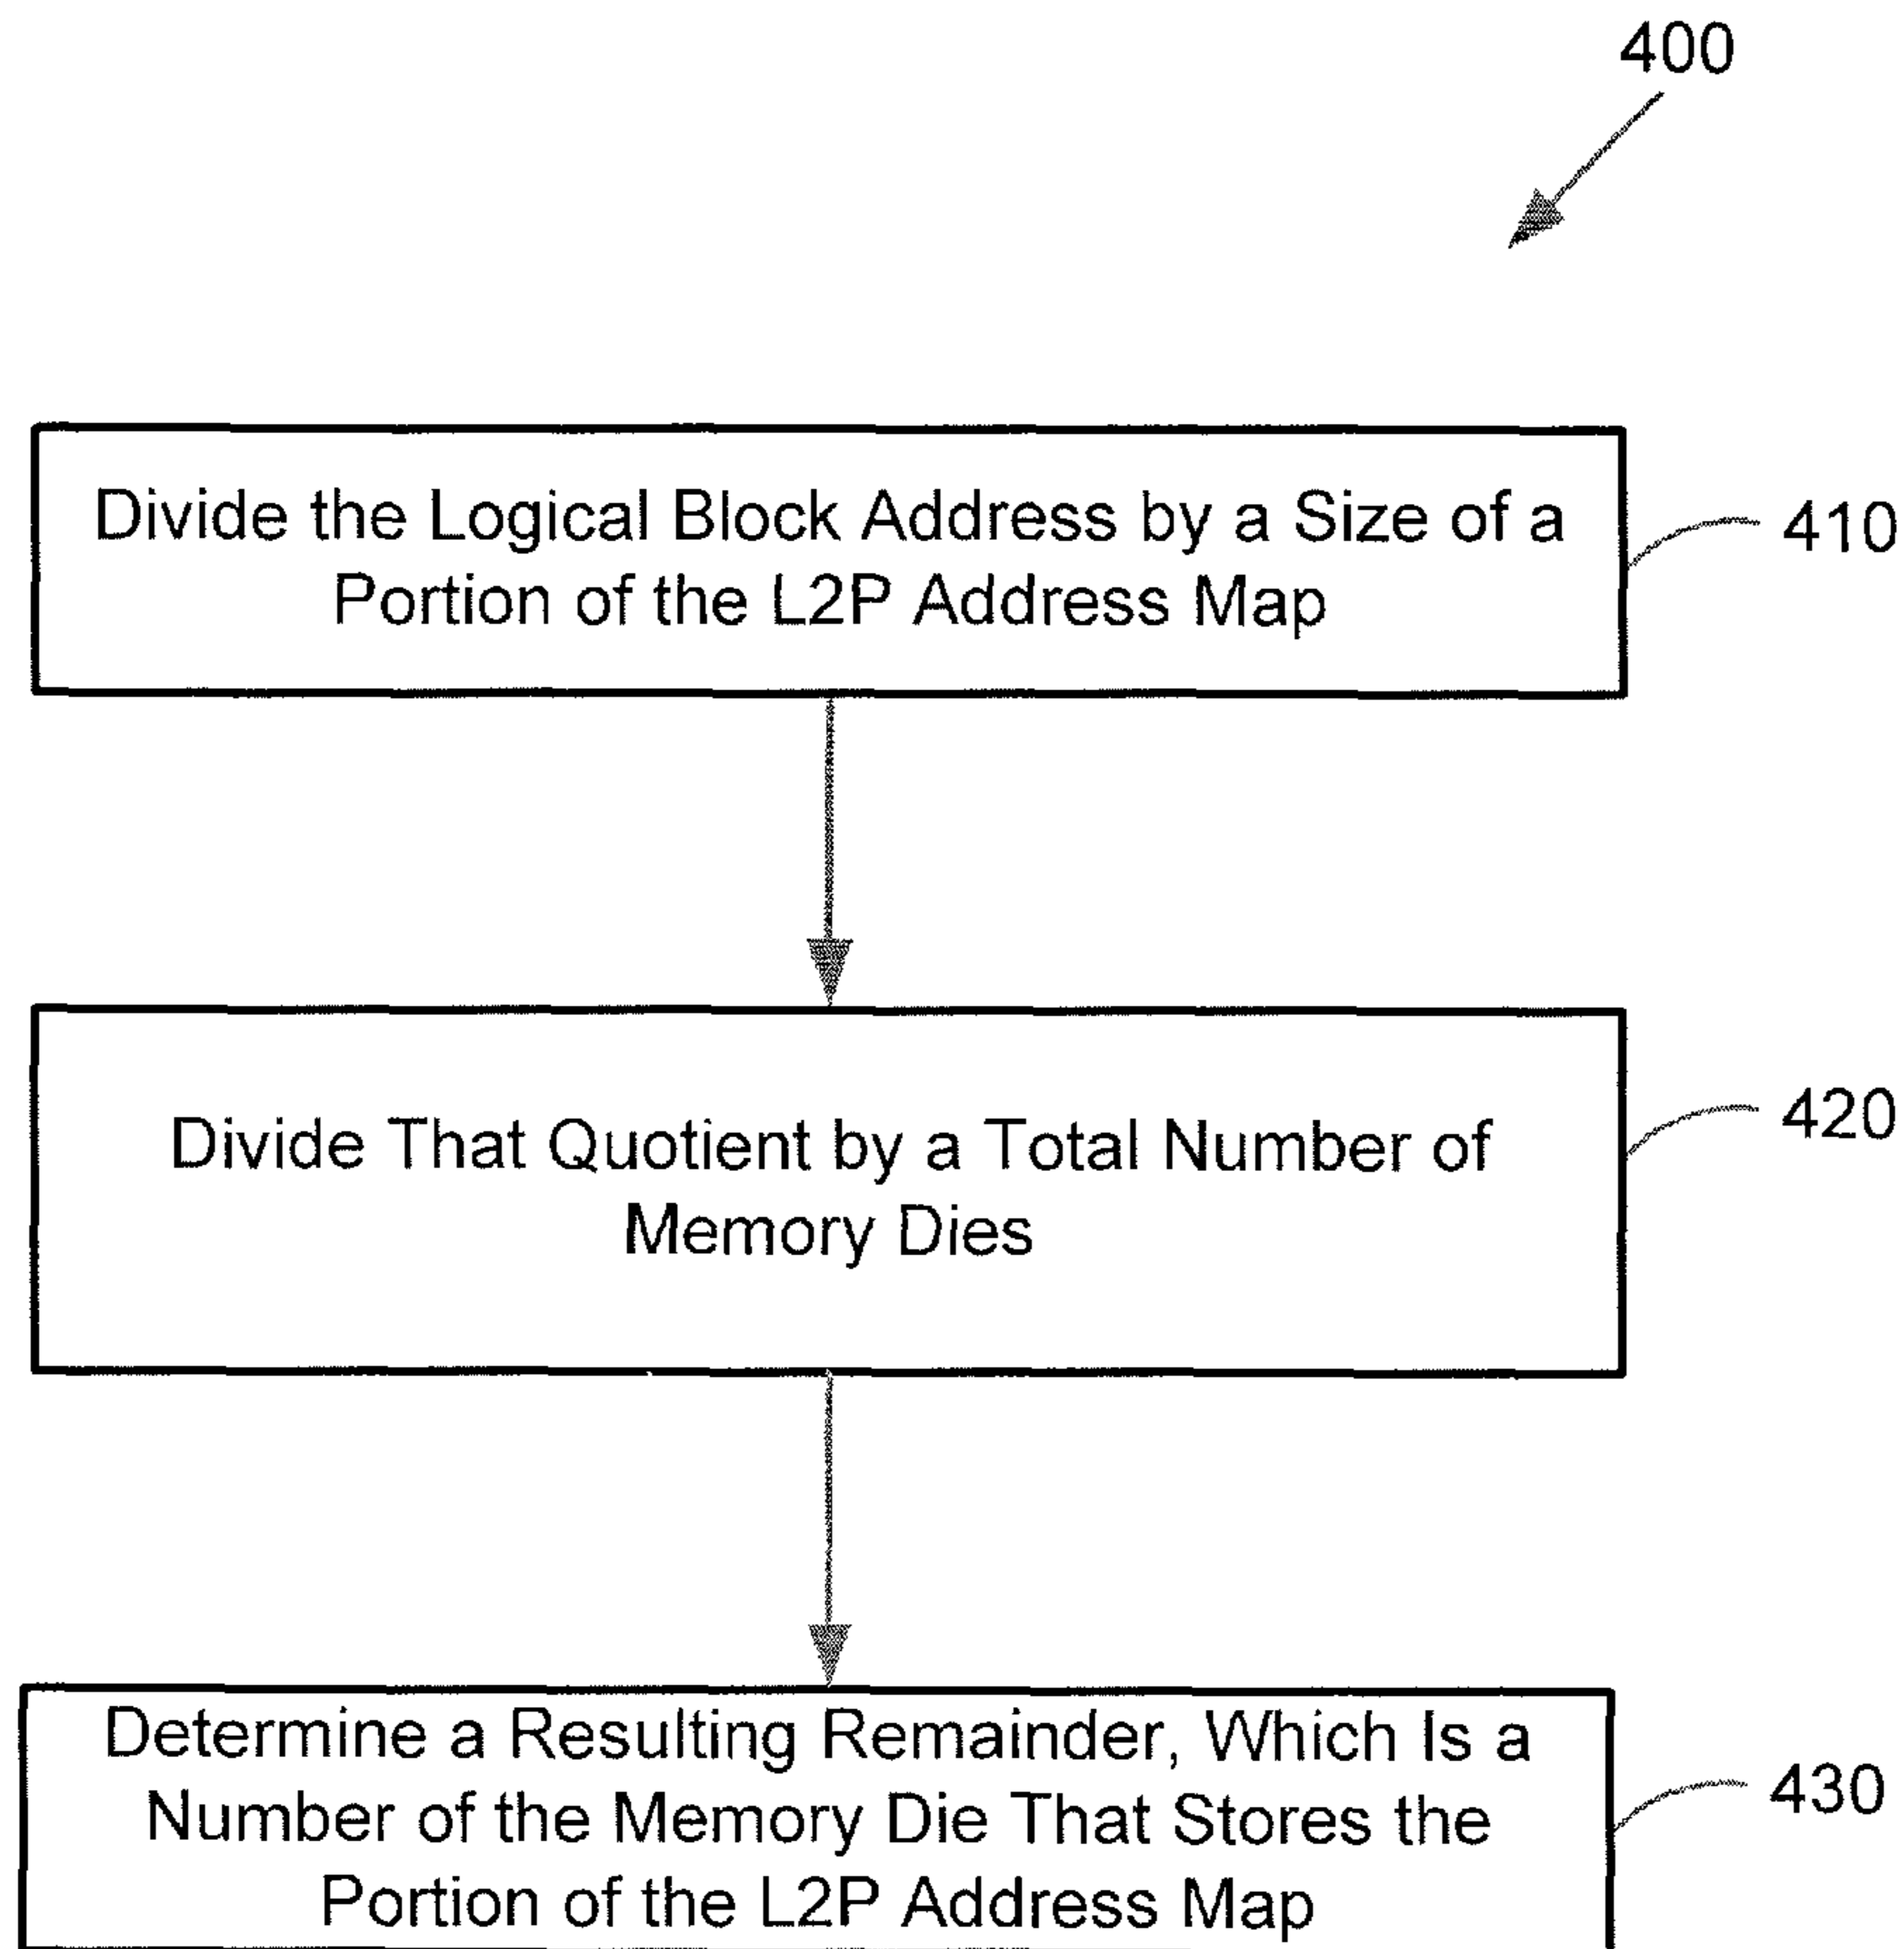 400
Divide the Logical Block Address by a Size of a
Portion of the L2P Address Map
410
Divide That Quotient by a Total Number of
Memory Dies
420
Determine a Resulting Remainder, Which Is a
Number of the Memory Die That Stores the
Portion of the L2P Address Map
430